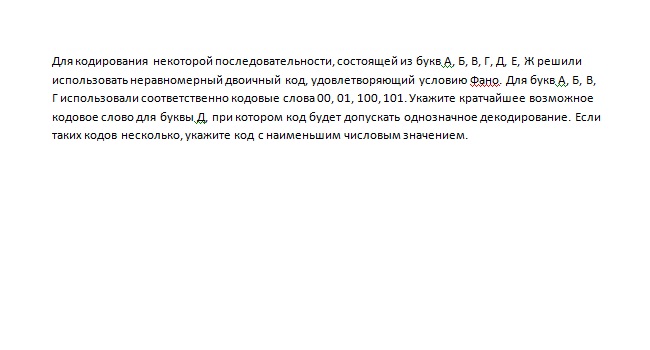 Для кодирования некоторой последовательности, состоящей из букв А, Б, В, Г, Д, Е, Ж решили
использовать неравномерный двоичный код, удовлетворяющий условию Фано. Для букв А, Б, В,
Г использовали соответственно кодовые слова 00, 01, 100, 101. Укажите кратчайшее возможное
кодовое слово для буквы Д, при котором код будет допускать однозначное декодирование. Если
таких кодов несколько, укажите код с наименьшим числовым значением.